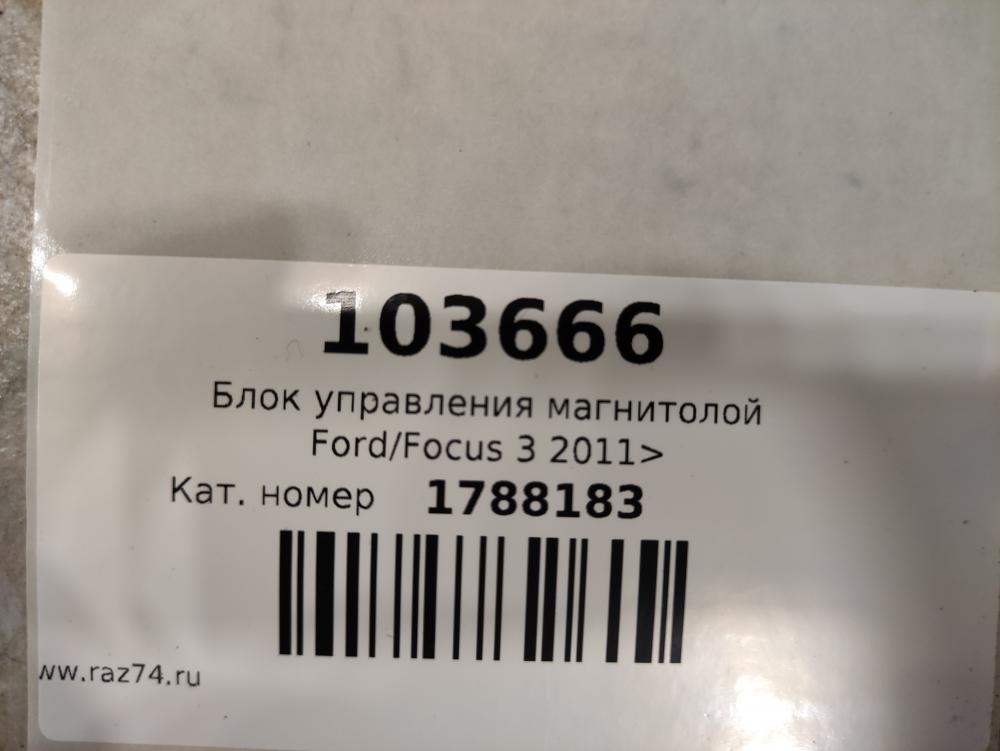 103666
Блок управления магнитолой
Ford/Focus 3 2011>
Кат. номер 1788183
ww.raz74.ru